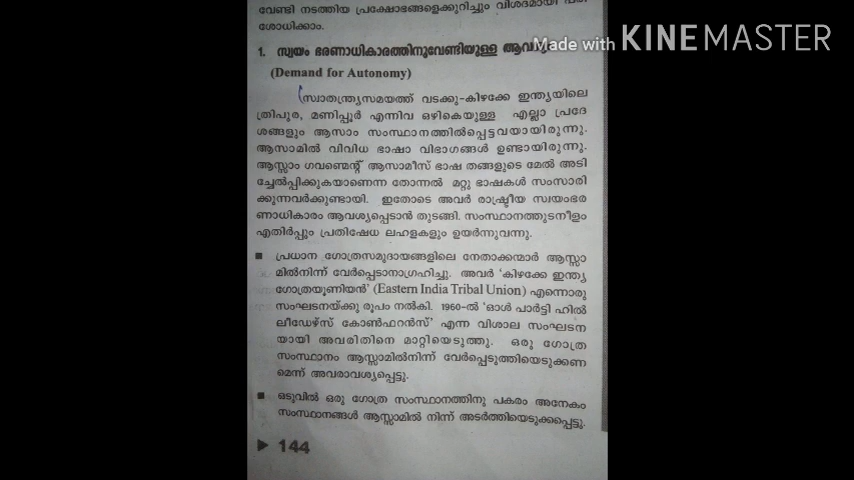 വേണ്ടി നടത്തിയ പ്രക്ഷോഭങ്ങളെക്കുറിച്ചും വിശദമായി പരി
ശോധിക്കാം.
Made with KINEMASTER
1. സ്വയം ഭരണാധികാരത്തിനുവേണ്ടിയുള്ള
(Demand for Autonomy)
സ്വാതന്ത്ര്യസമയത്ത് വടക്കു-കിഴക്കേ ഇന്ത്യയിലെ
ത്രിപുര, മണിപ്പൂർ എന്നിവ ഒഴികെയുള്ള എല്ലാ പ്രദേ
ശങ്ങളും ആസാം സംസ്ഥാനത്തിൽപ്പെട്ടവയായിരുന്നു.
ആസാമിൽ വിവിധ ഭാഷാ വിഭാഗങ്ങൾ ഉണ്ടായിരുന്നു.
ആസ്സാം ഗവണ്മെന്റ് ആസാമീസ് ഭാഷ തങ്ങളുടെ മേൽ അടി
ച്ചേൽപ്പിക്കുകയാണെന്ന തോന്നൽ മറ്റു ഭാഷകൾ സംസാരി
ക്കുന്നവർക്കുണ്ടായി. ഇതോടെ അവർ രാഷ്ട്രീയ സ്വയംഭര
ണാധികാരം ആവശ്യപ്പെടാൻ തുടങ്ങി. സംസ്ഥാനത്തുടനീളം
എതിർപ്പും പ്രതിഷേധ ലഹളകളും ഉയർന്നുവന്നു.
■ പ്രധാന ഗോത്രസമുദായങ്ങളിലെ നേതാക്കന്മാർ ആസ്സാ
മിൽനിന്ന് വേർപ്പെടാനാഗ്രഹിച്ചു. അവർ ‘കിഴക്കേ ഇന്ത്യ
ഗോത്രയൂണിയൻ’ (Eastern India Tribal Union) എന്നൊരു
സംഘടനയ്ക്കു രൂപം നൽകി. 1960-ൽ ‘ഓൾ പാർട്ടി ഹിൽ
ലീഡേഴ്സ് കോൺഫറൻസ്’ എന്ന വിശാല സംഘടന
യായി അവരിതിനെ മാറ്റിയെടുത്തു. ഒരു ഗോത്ര
സംസ്ഥാനം ആസ്സാമിൽനിന്ന് വേർപ്പെടുത്തിയെടുക്കണ
മെന്ന് അവരാവശ്യപ്പെട്ടു.
■ ഒടുവിൽ ഒരു ഗോത്ര സംസ്ഥാനത്തിനു പകരം അനേകം
സംസ്ഥാനങ്ങൾ ആസ്സാമിൽ നിന്ന് അടർത്തിയെടുക്കപ്പെട്ടു.
▶ 144